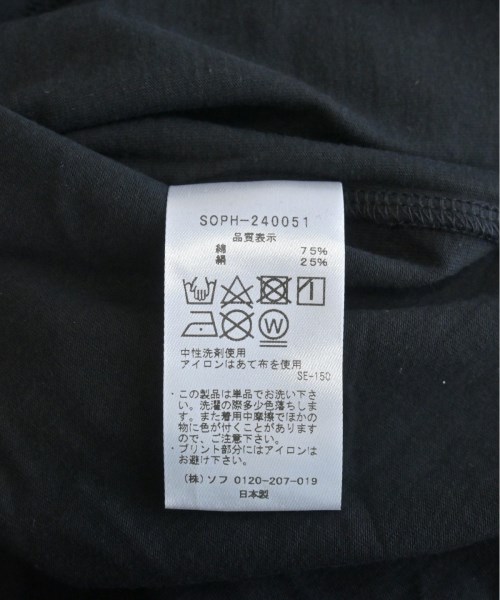 SOPH-240051
品質表示
綿 75%
絹 25%
W
中性洗剤使用
アイロンはあて布を使用
SE-150
・この製品は単品でお洗い下さ
い。洗濯の際多少色落ちしま
す。また着用中摩擦でほかの
物に色が付くことがあります
ので、ご注意下さい。
・プリント部分にはアイロンは
お避け下さい。
(株)ソフ 0120-207-019
日本製